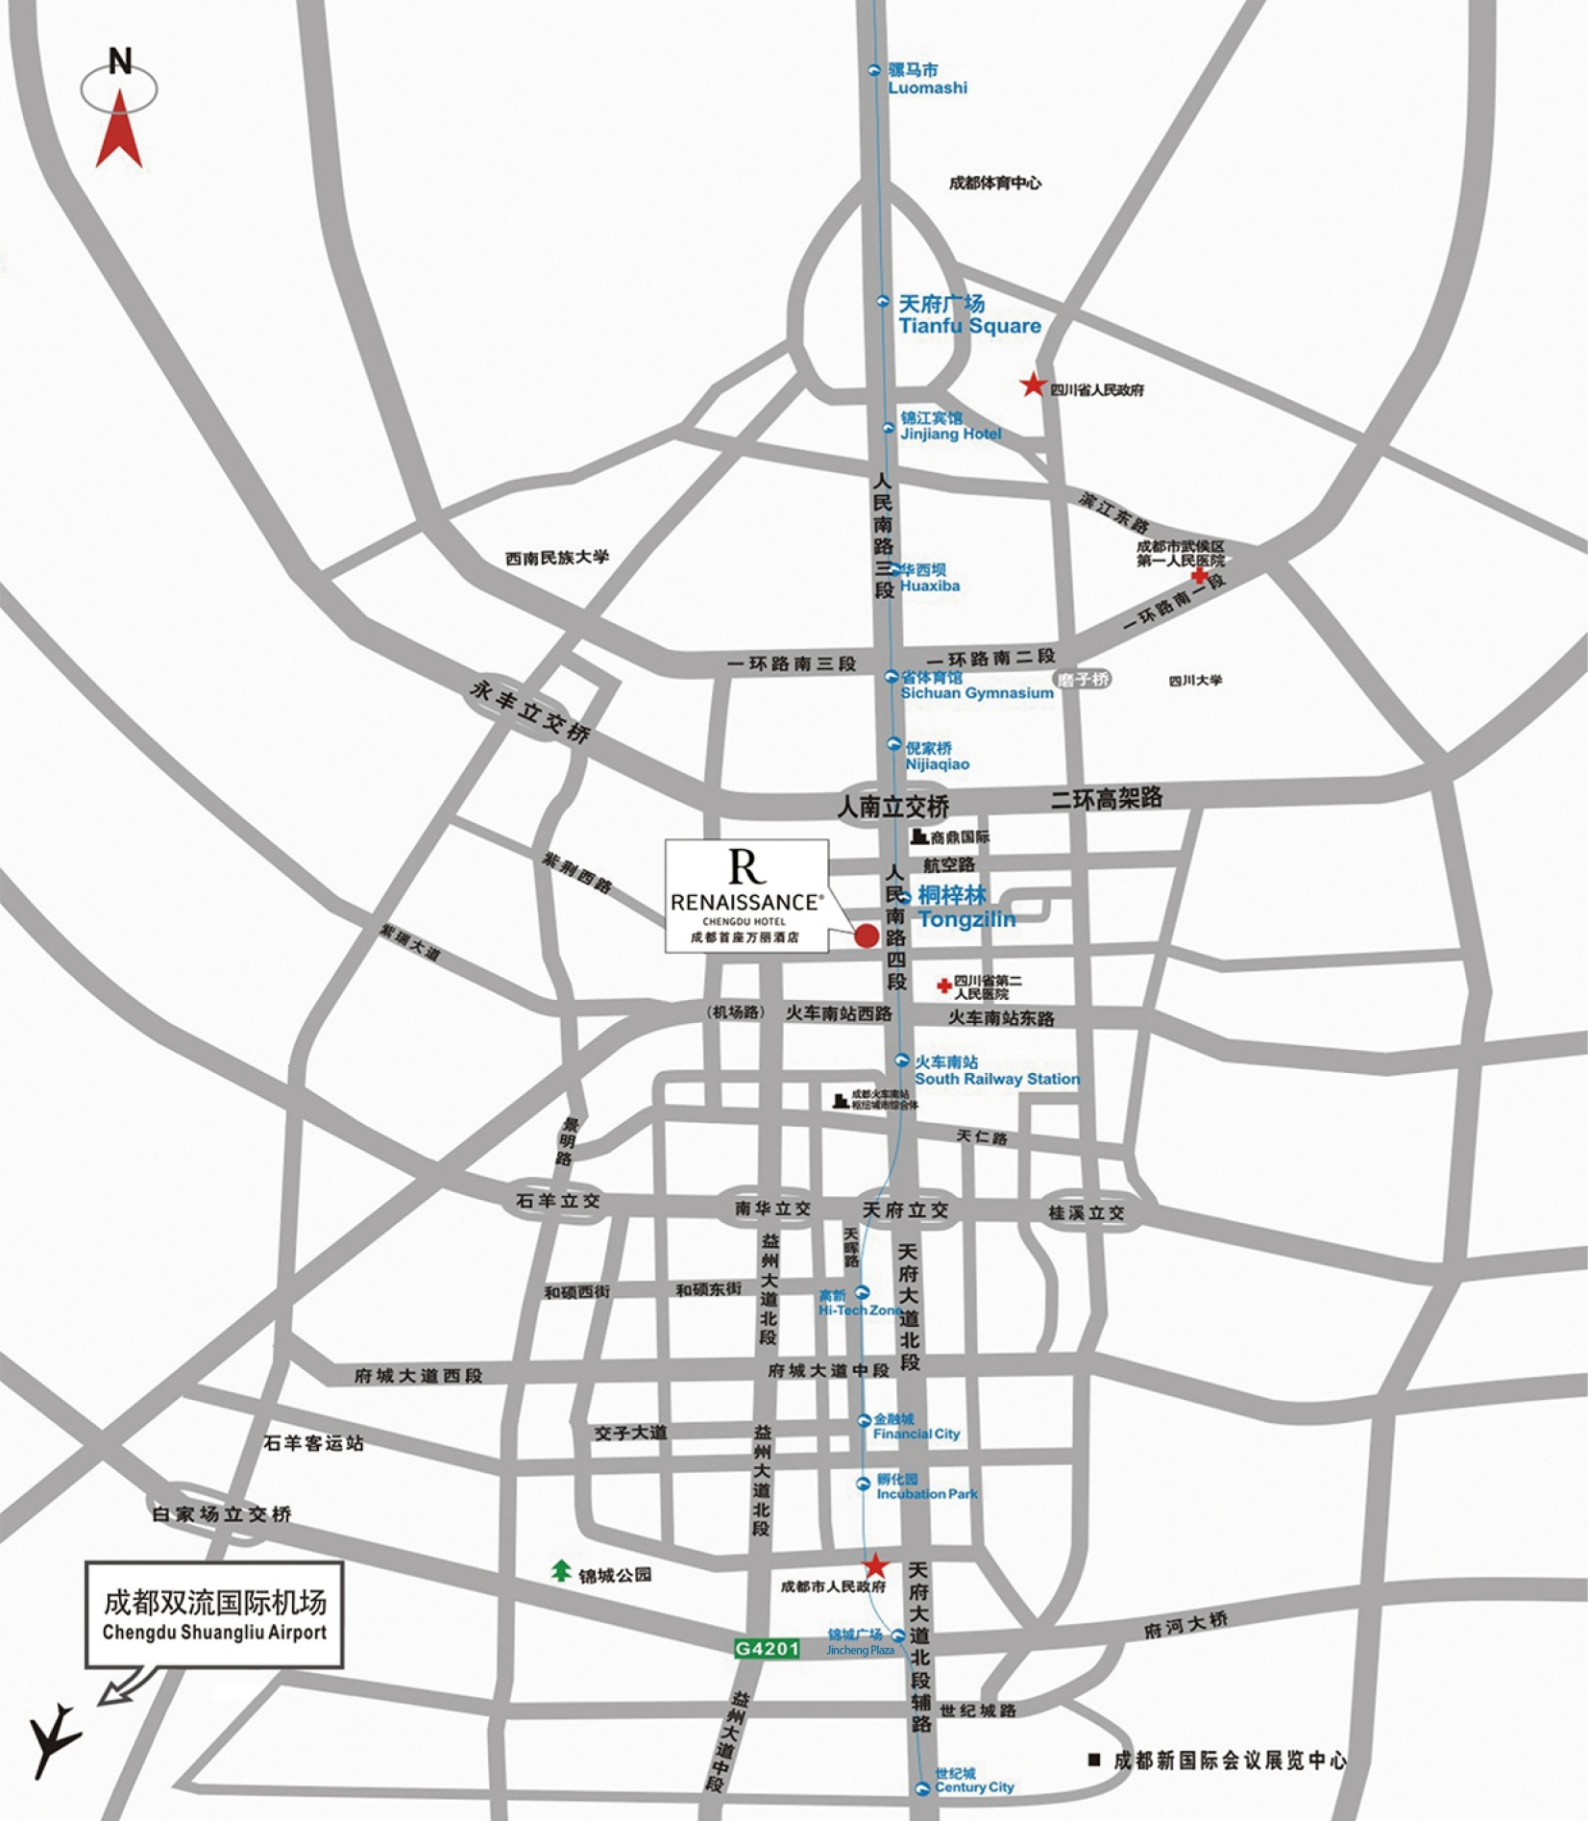 N
骡马市
Luomashi
成都体育中心
天府广场
Tianfu Square
四川省人民政府
锦江宾馆
Jinjiang Hotel
人民南路三段
滨江东路
成都市武侯区
第一人民医院
西南民族大学
华西坝
Huaxiba
一环路南一段
一环路南三段
一环路南二段
省体育馆
Sichuan Gymnasium
磨子桥
四川大学
永丰立交桥
倪家桥
Nijiaqiao
人南立交桥
二环高架路
商鼎国际
航空路
紫荆西路
R
RENAISSANCE®
CHENGDU HOTEL
成都首座万丽酒店
人民南路四段
桐梓林
Tongzilin
紫瑞大道
四川省第二
人民医院
(机场路)
火车南站西路
火车南站东路
火车南站
South Railway Station
成都火车南站
枢纽城市综合体
景明路
天仁路
石羊立交
南华立交
天府立交
桂溪立交
益州大道北段
天晖路
天府大道北段
和硕西街
和硕东街
高新
Hi-Tech Zone
府城大道西段
府城大道中段
交子大道
益州大道北段
金融城
Financial City
石羊客运站
孵化园
Incubation Park
白家场立交桥
锦城公园
成都市人民政府
天府大道北段辅路
成都双流国际机场
Chengdu Shuangliu Airport
G4201
锦城广场
Jincheng Plaza
府河大桥
益州大道中段
世纪城路
成都新国际会议展览中心
世纪城
Century City